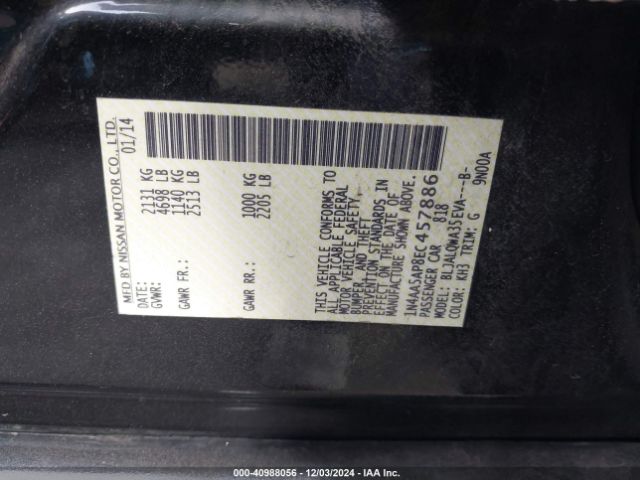 MFD BY NISSAN MOTOR CO., LTD.
DATE: 01/14
GVWR: 2131 KG
4698 LB
GAWR FR: 1140 KG
2513 LB
GAWR RR: 1000 KG
2205 LB
THIS VEHICLE CONFORMS TO
ALL APPLICABLE FEDERAL
MOTOR VEHICLE SAFETY,
BUMPER, AND THEFT
PREVENTION STANDARDS IN
EFFECT ON THE DATE OF
MANUFACTURE SHOWN ABOVE.
1N4AA5AP8EC457886
PASSENGER CAR 818
MODEL: BLJALOWA35EVA---B-
COLOR: KH3 TRIM: G 9N00A
000-40988056 - 12/03/2024 - IAA, Inc.